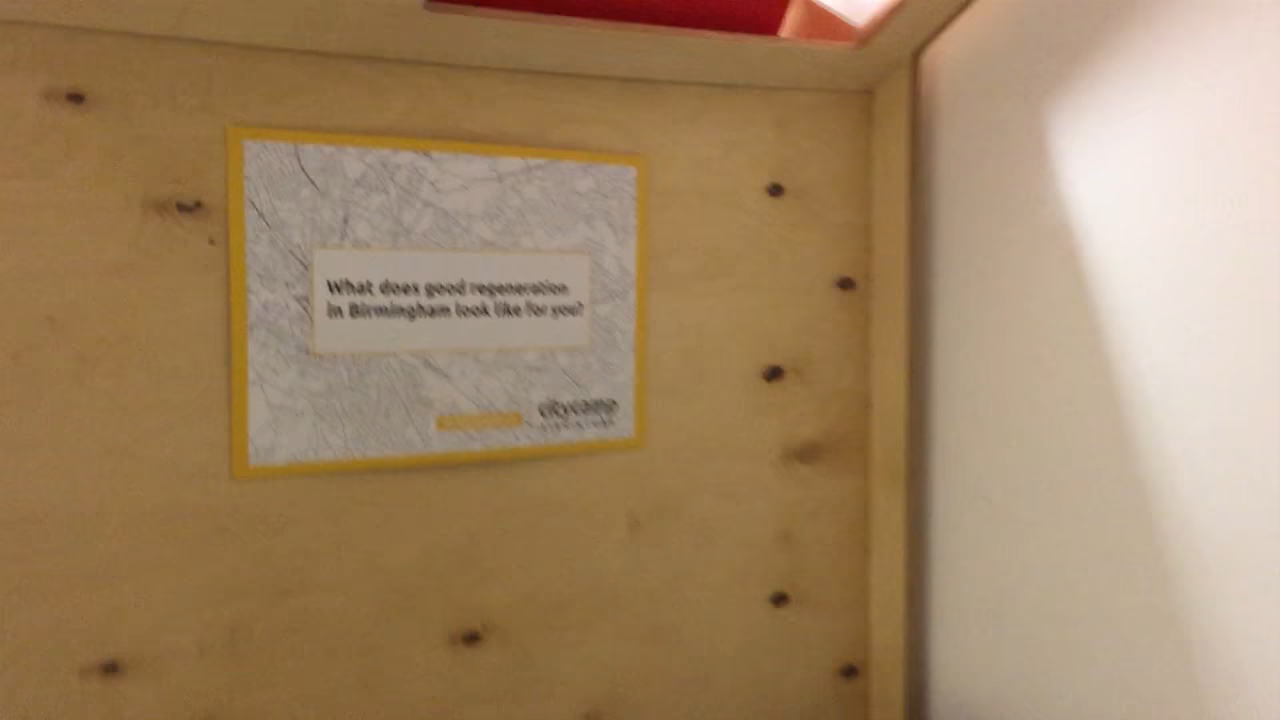 What does good regeneration
in Birmingham look like for you?
citycamp